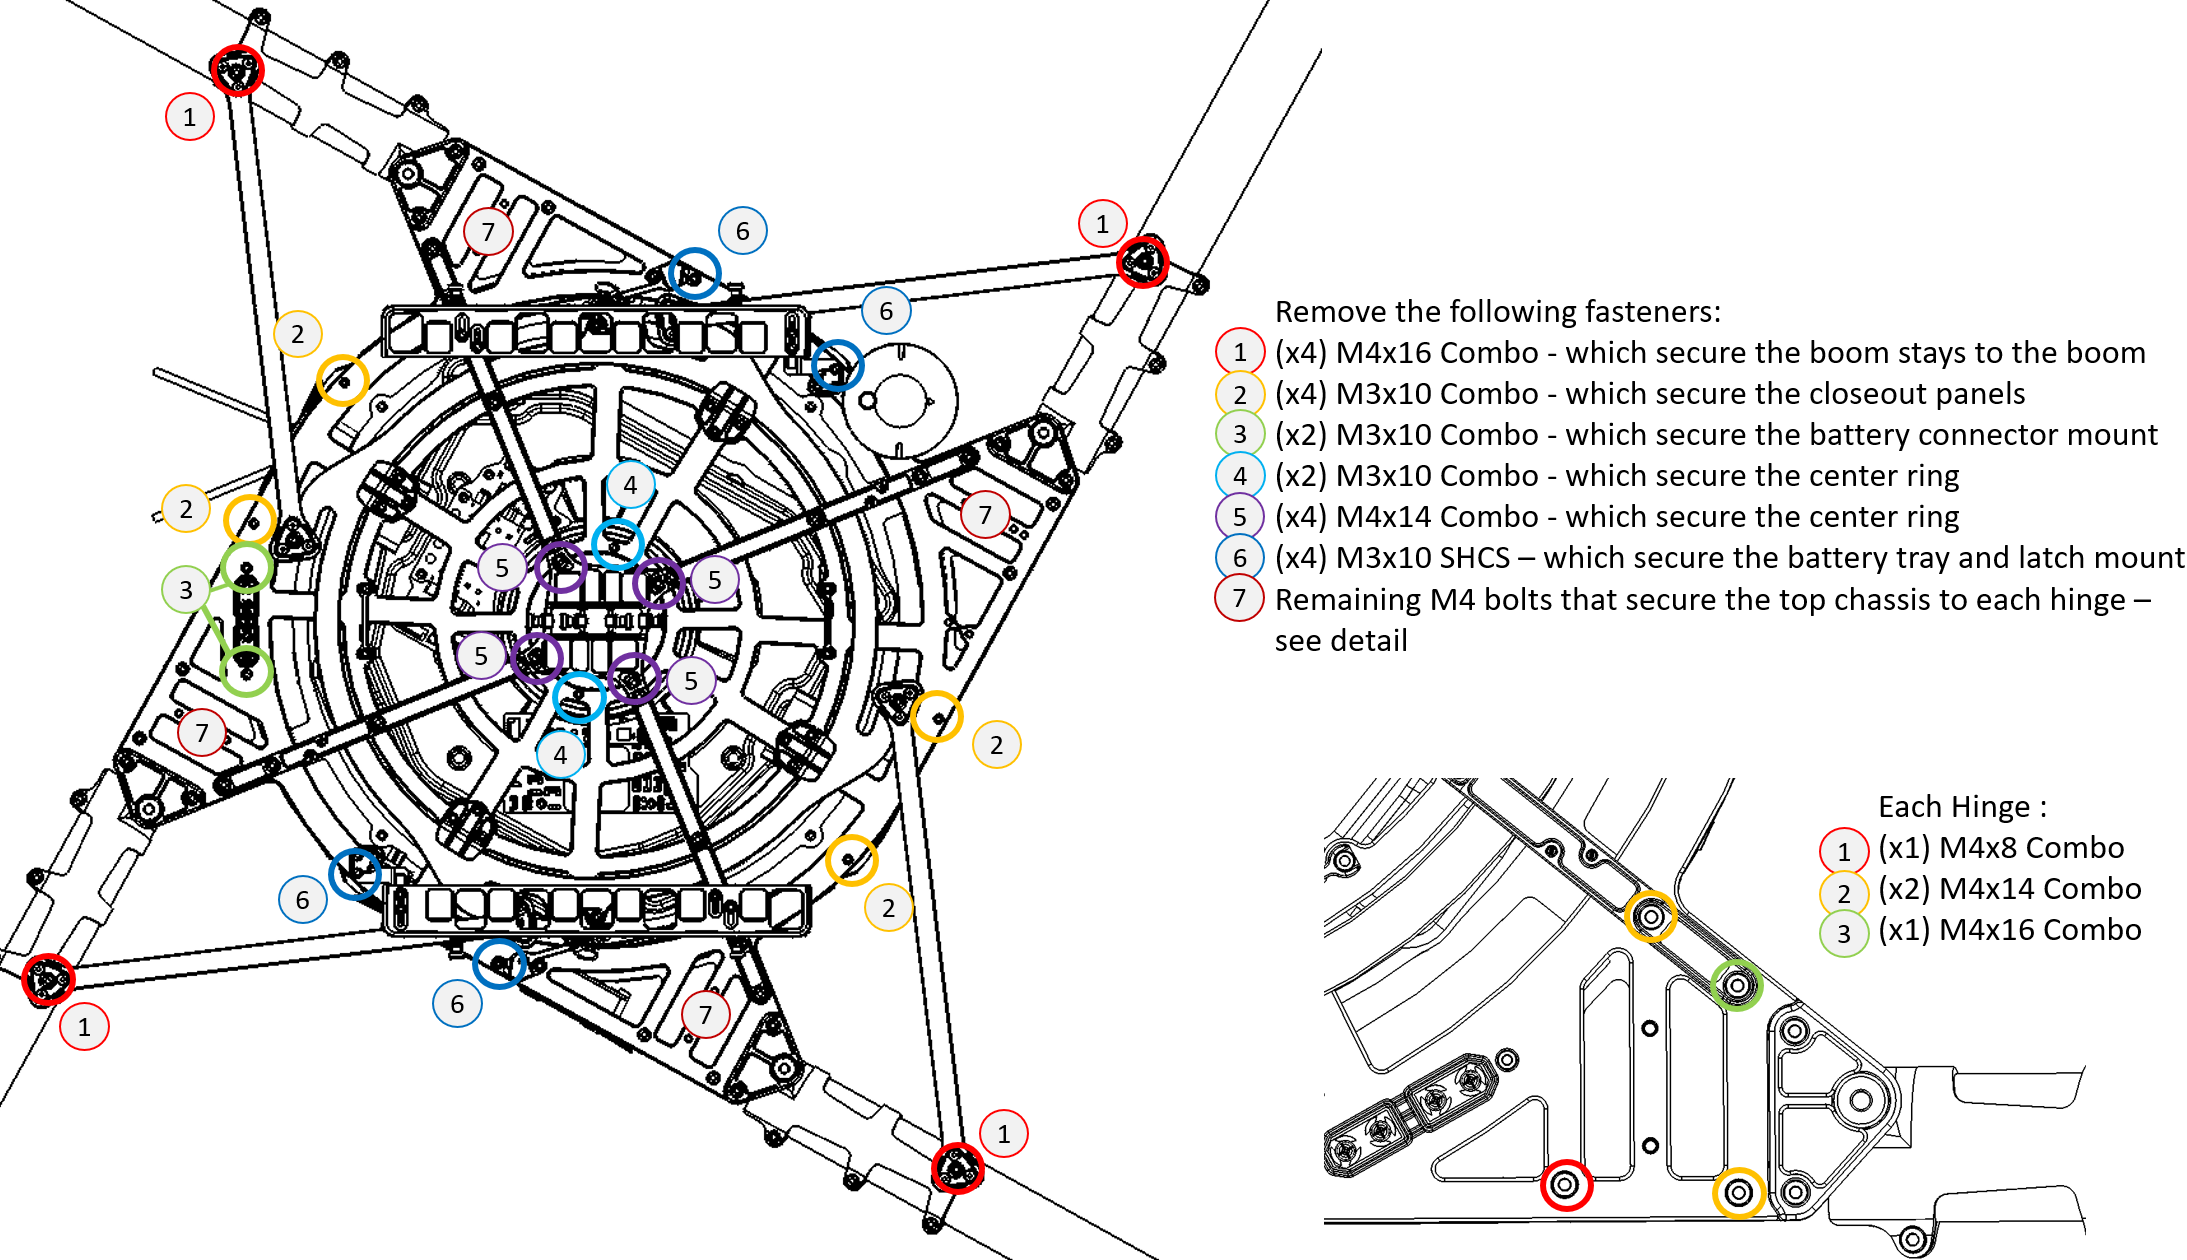 1
7
6
1
6
2
Remove the following fasteners:
1 (x4) M4x16 Combo - which secure the boom stays to the boom
2 (x4) M3x10 Combo - which secure the closeout panels
3 (x2) M3x10 Combo - which secure the battery connector mount
4 (x2) M3x10 Combo - which secure the center ring
5 (x4) M4x14 Combo - which secure the center ring
6 (x4) M3x10 SHCS – which secure the battery tray and latch mount
7 Remaining M4 bolts that secure the top chassis to each hinge –
see detail
4
2
7
5
5
3
5
5
7
4
2
6
2
6
7
1
1
Each Hinge :
1 (x1) M4x8 Combo
2 (x2) M4x14 Combo
3 (x1) M4x16 Combo